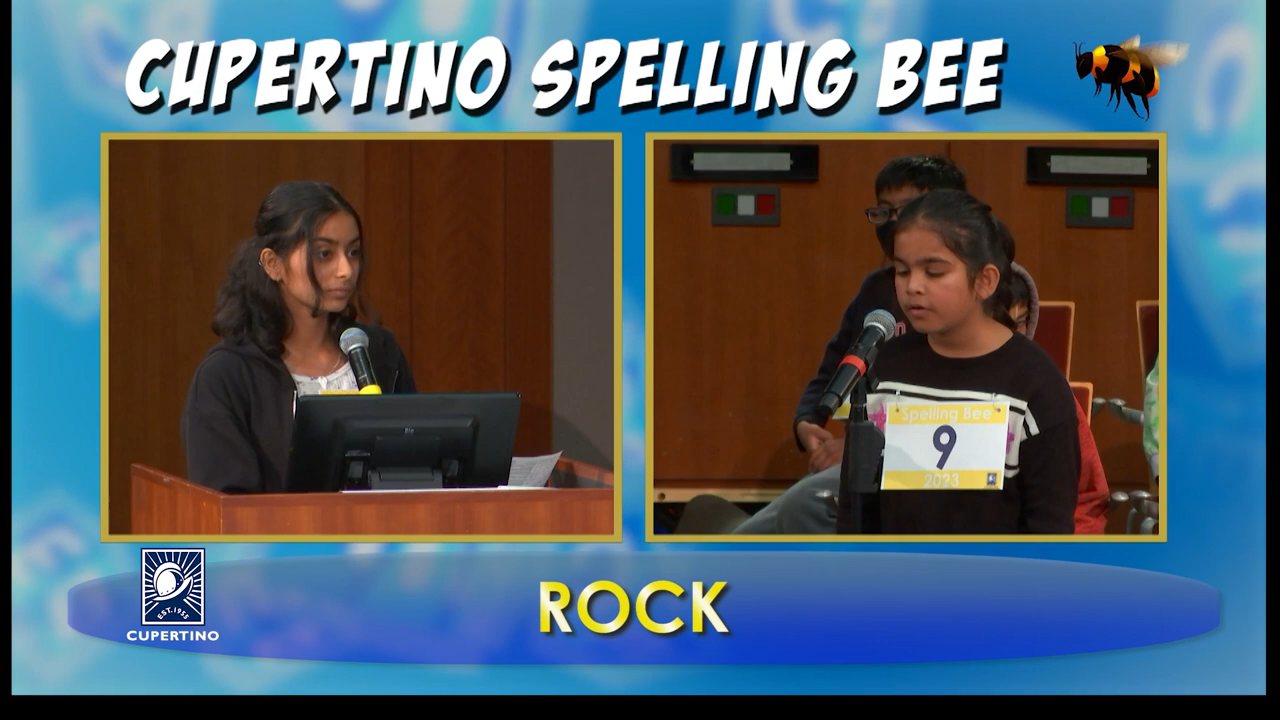 CUPERTINO SPELLING BEE
Spelling Bee
9
2023
EST. 1955
CUPERTINO
ROCK